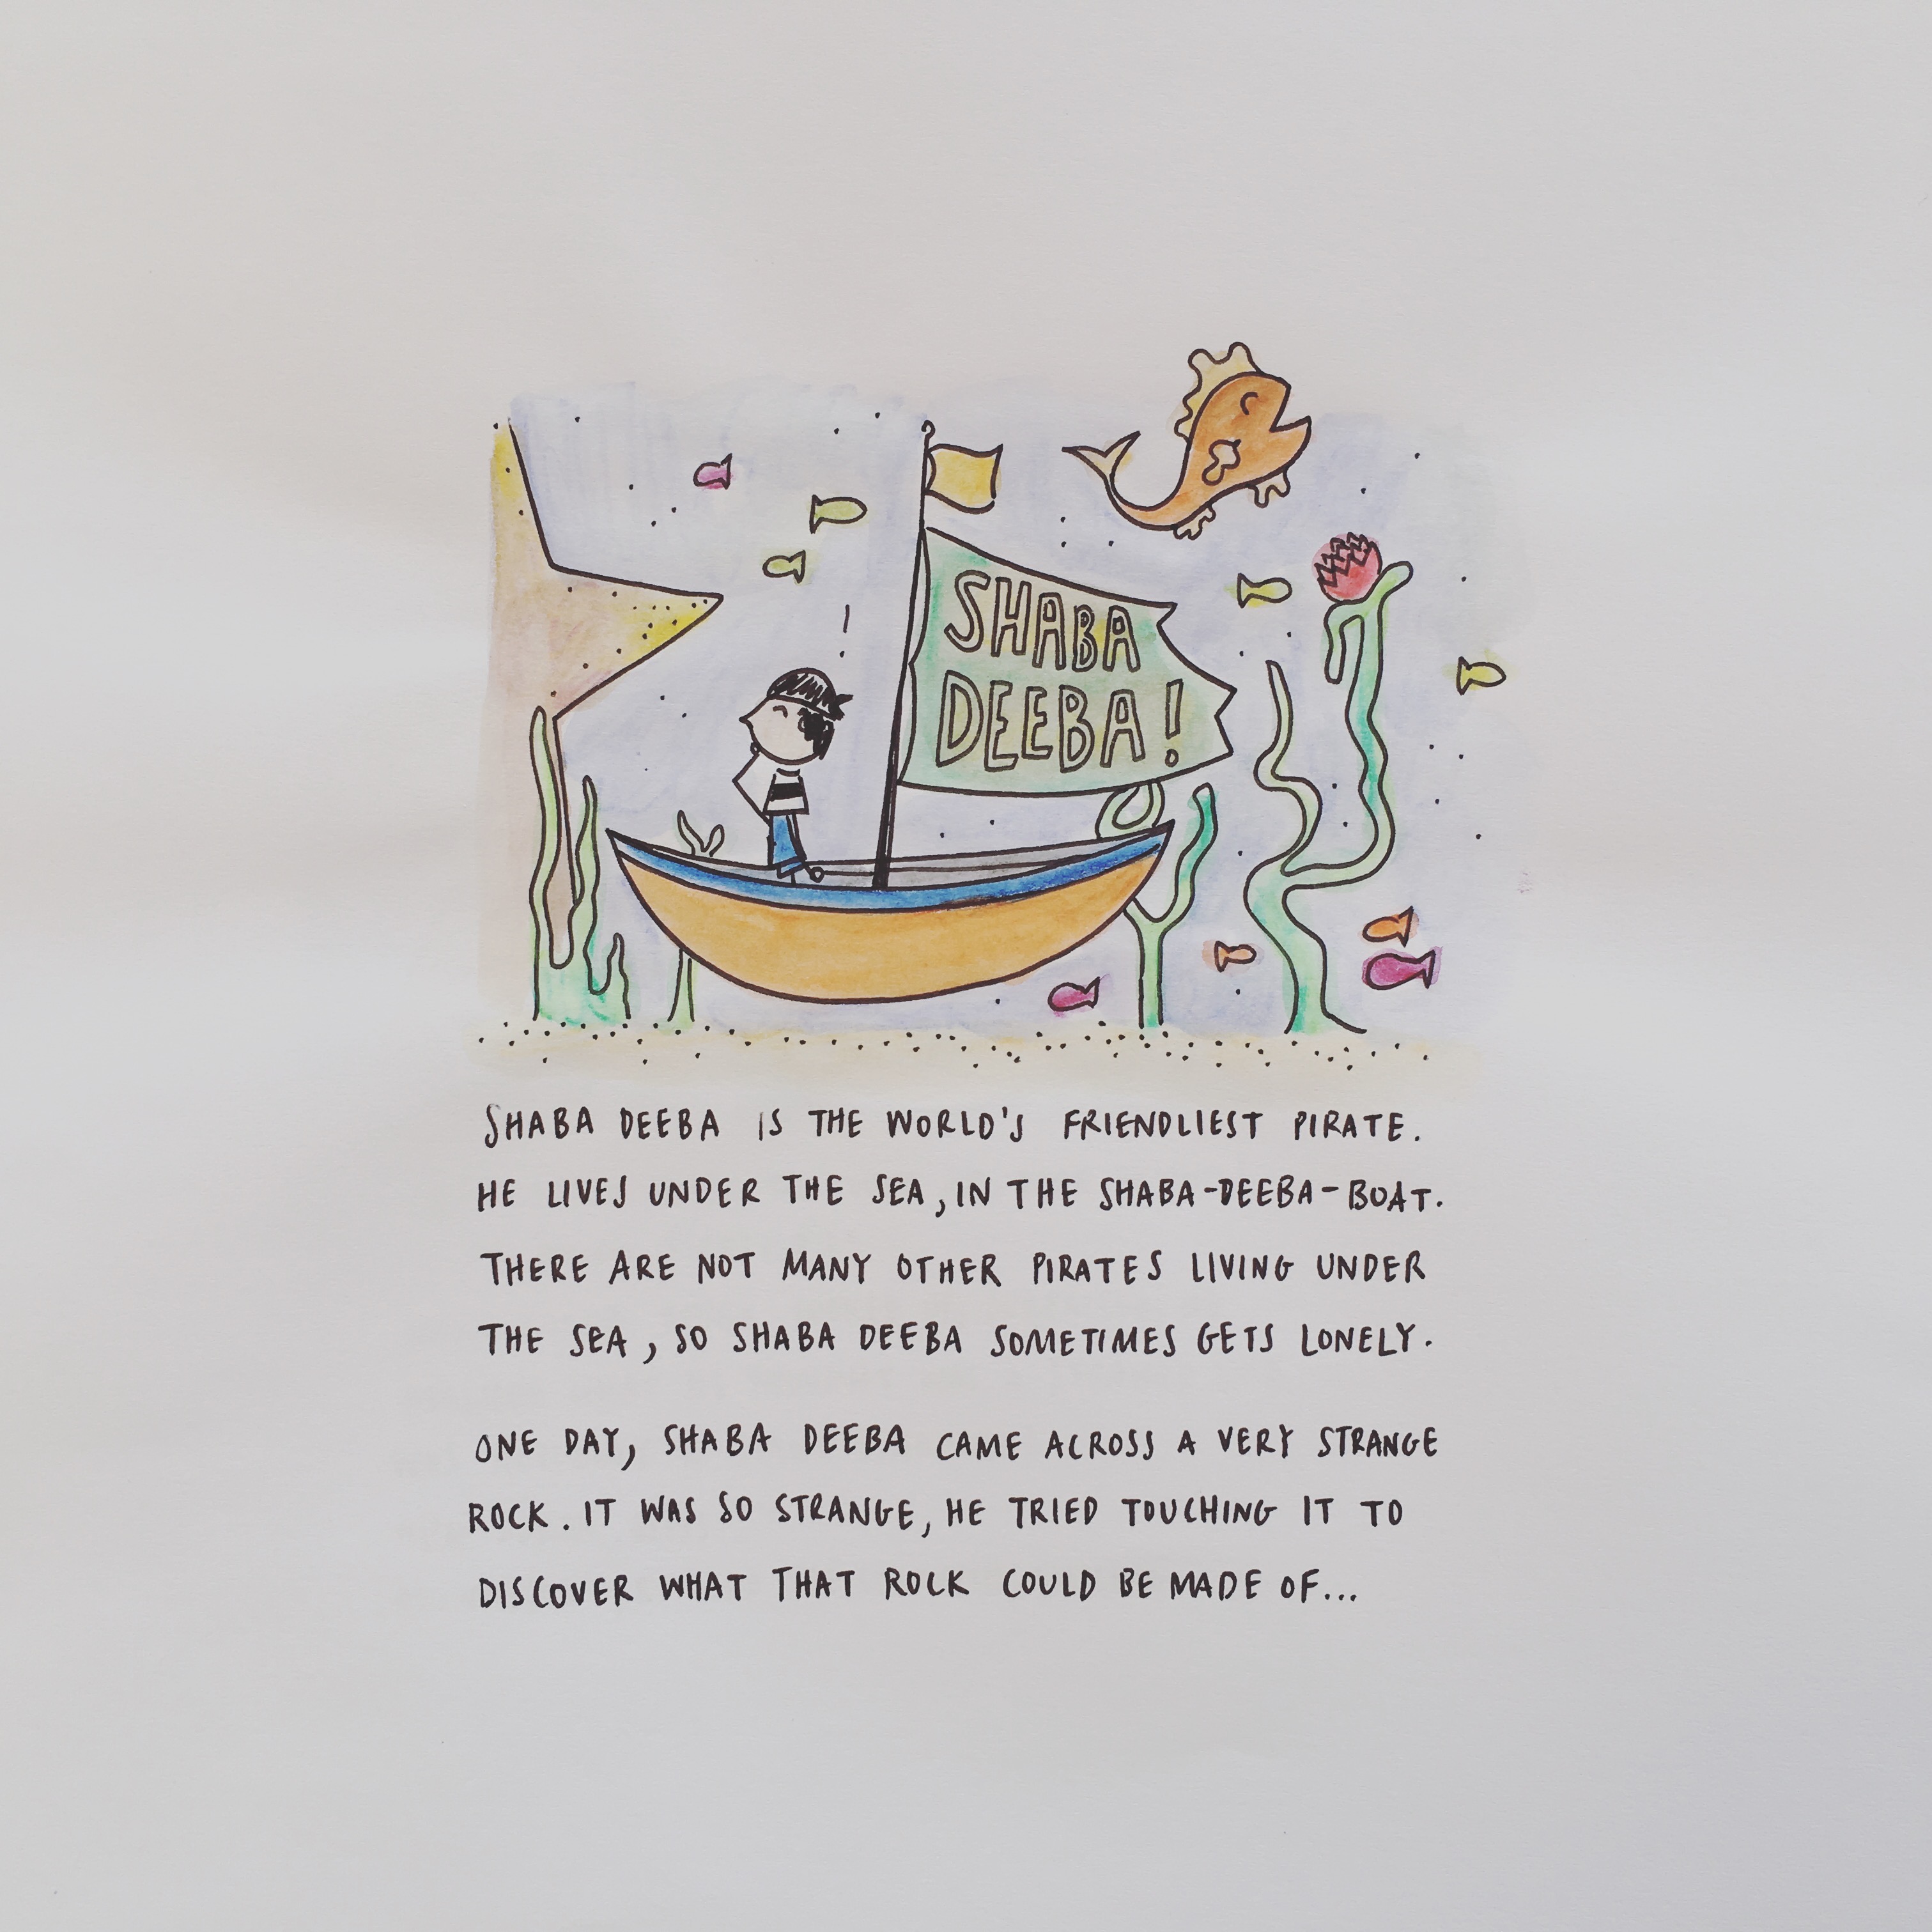 SHABA
DEEBA!
SHABA DEEBA IS THE WORLD'S FRIENDLIEST PIRATE.
HE LIVES UNDER THE SEA, IN THE SHABA-DEEBA-BOAT.
THERE ARE NOT MANY OTHER PIRATES LIVING UNDER
THE SEA, SO SHABA DEEBA SOMETIMES GETS LONELY.
ONE DAY, SHABA DEEBA CAME ACROSS A VERY STRANGE
ROCK. IT WAS SO STRANGE, HE TRIED TOUCHING IT TO
DISCOVER WHAT THAT ROCK COULD BE MADE OF...